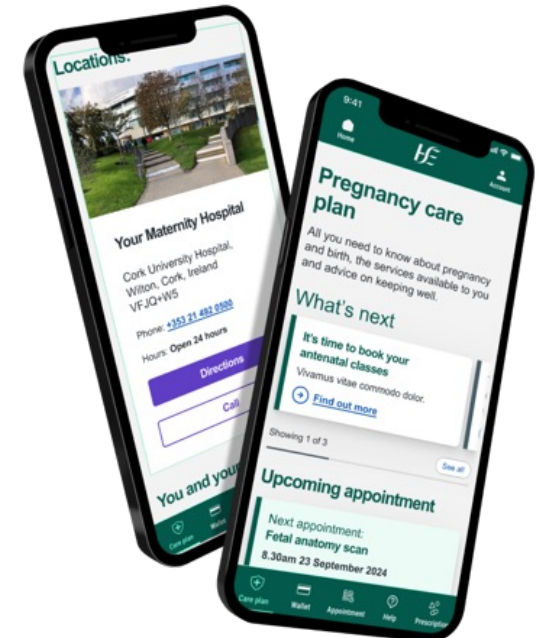 Locations:
Your Maternity Hospital
Cork University Hospital,
Wilton, Cork, Ireland
VFJQ+W5
Phone: +353 21 492 0500
Hours: Open 24 hours
Directions
Call
You and your
Care plan
Wallet
9:41
Home
HE
Account
Pregnancy care
plan
All you need to know about pregnancy
and birth, the services available to you
and advice on keeping well.
What's next
It's time to book your
antenatal classes
Vivamus vitae commodo dolor.
Find out more
Showing 1 of 3
See all
Upcoming appointment
Next appointment:
Fetal anatomy scan
8.30am 23 September 2024
Care plan
Wallet
Appointment
Help
Prescription